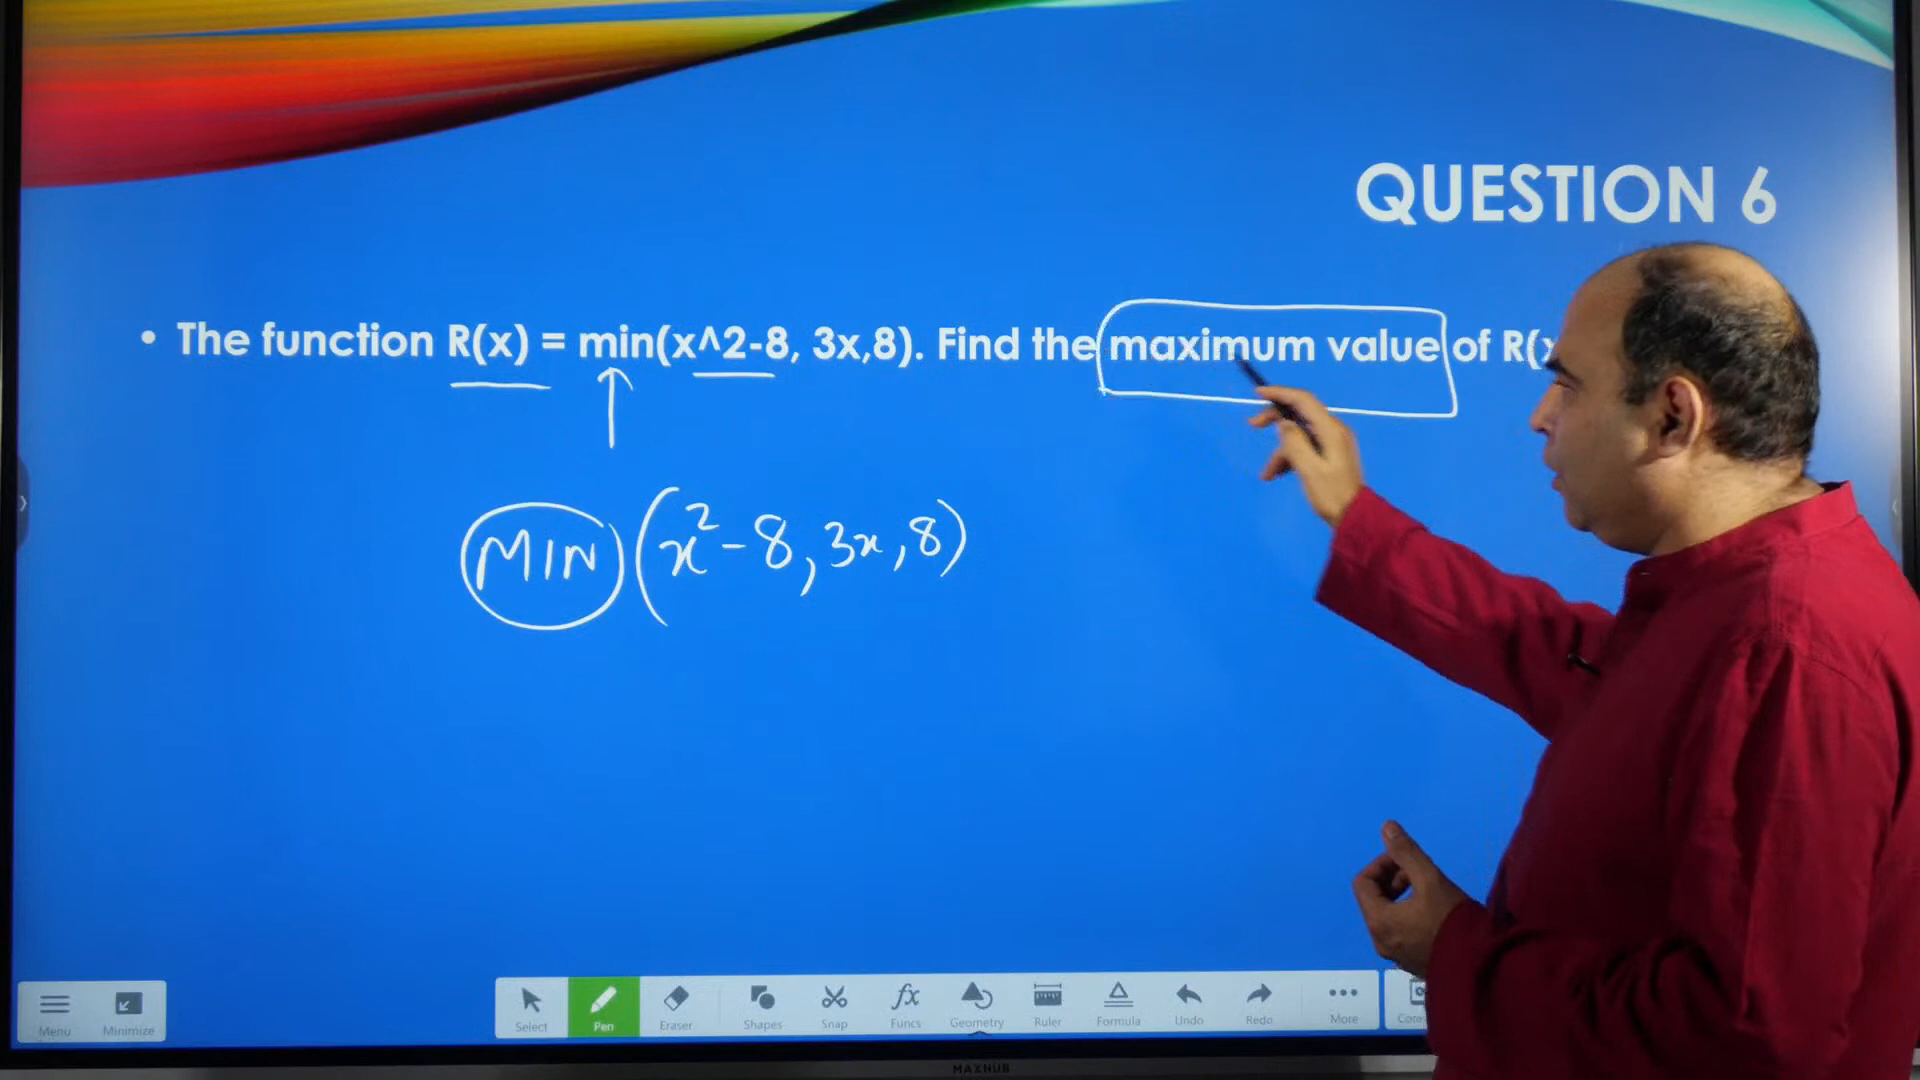 QUESTION 6
• The function R(x) = min(x^2-8, 3x,8). Find the maximum value of R(
MIN (x²-8, 3x, 8)
Menu Minimize Select Pen Eraser Shapes Snap Funcs Geometry Ruler Formula Undo Redo More
MAXHUB